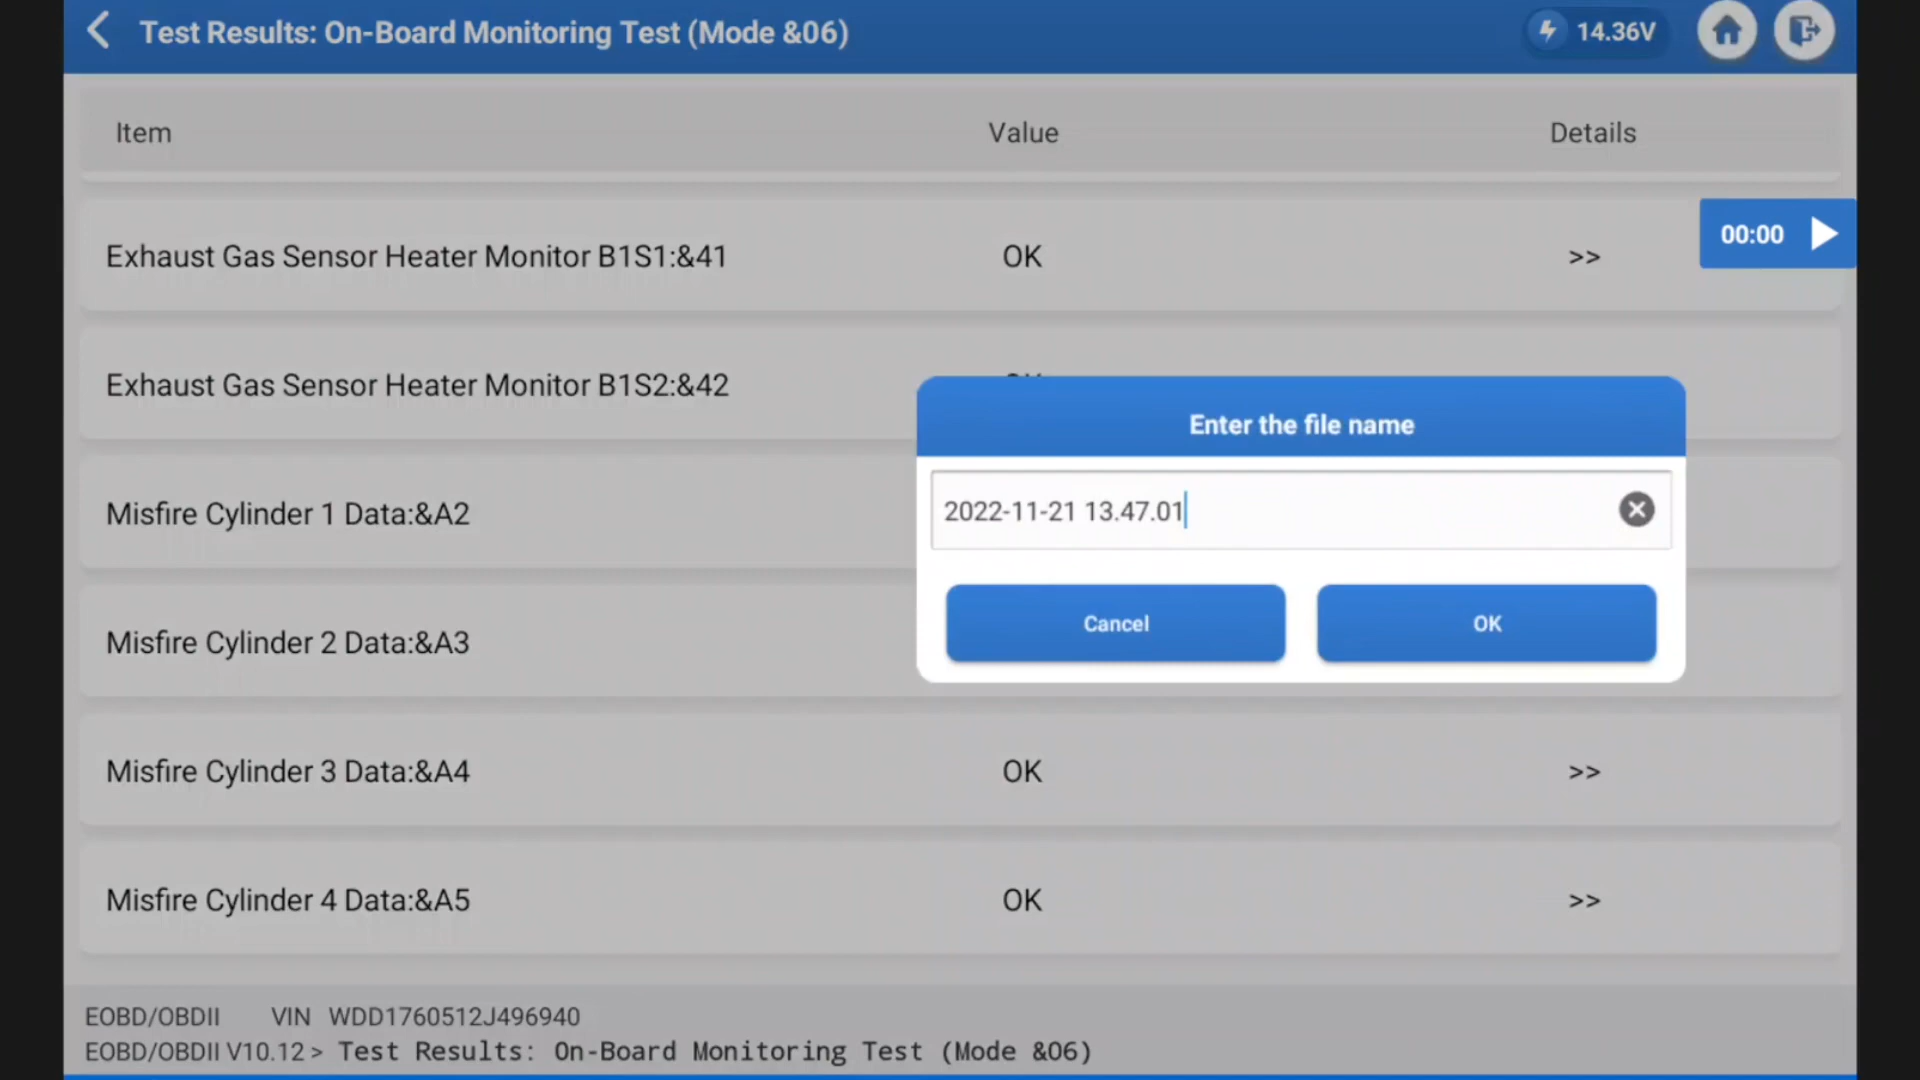 Test Results: On-Board Monitoring Test (Mode &06)
14.36V
Item Value Details
Exhaust Gas Sensor Heater Monitor B1S1:&41 OK >>
00:00
Exhaust Gas Sensor Heater Monitor B1S2:&42
Enter the file name
2022-11-21 13.47.01
Misfire Cylinder 1 Data:&A2
Cancel OK
Misfire Cylinder 2 Data:&A3
Misfire Cylinder 3 Data:&A4 OK >>
Misfire Cylinder 4 Data:&A5 OK >>
EOBD/OBDII VIN WDD1760512J496940
EOBD/OBDII V10.12 > Test Results: On-Board Monitoring Test (Mode &06)